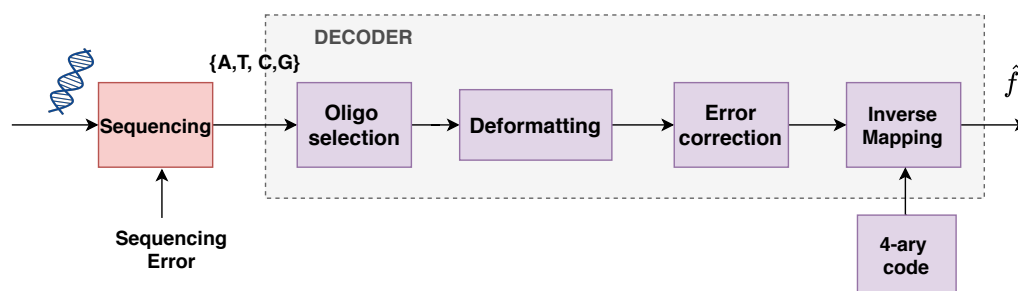 DECODER
{A,T, C,G}
Sequencing
Oligo
selection
Deformatting
Error
correction
Inverse
Mapping
f̂
Sequencing
Error
4-ary
code